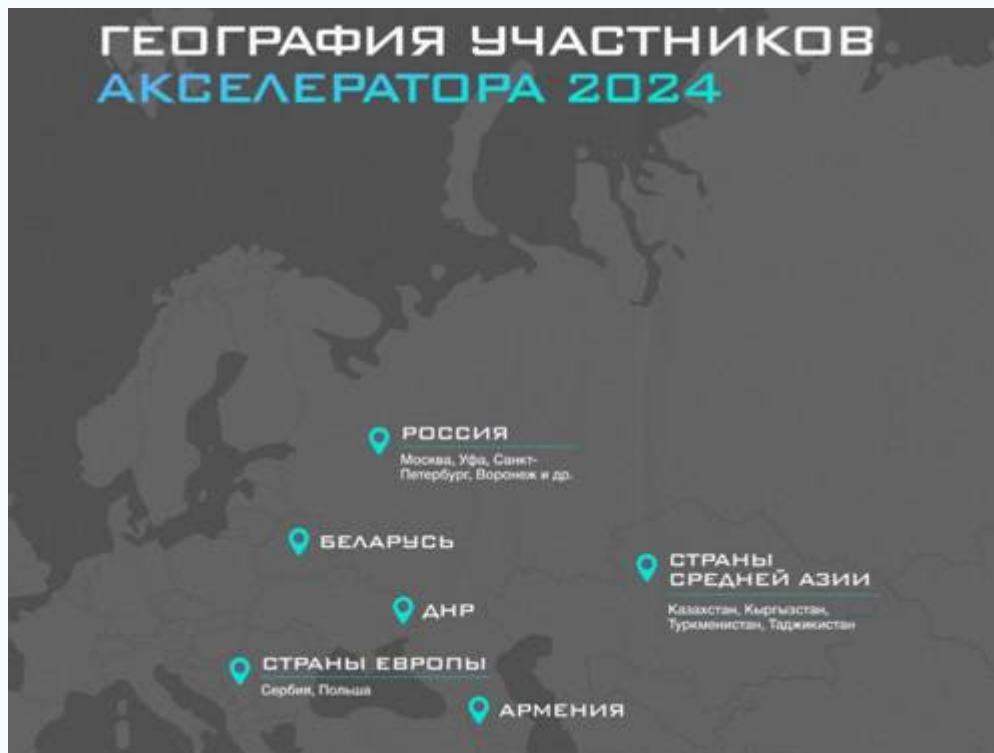 ГЕОГРАФИЯ УЧАСТНИКОВ
АКСЕЛЕРАТОРА 2024
РОССИЯ
Москва, Уфа, Санкт-
Петербург, Воронеж и др.
БЕЛАРУСЬ
СТРАНЫ
СРЕДНЕЙ АЗИИ
Казахстан, Кыргызстан,
Туркменистан, Таджикистан
ДНР
СТРАНЫ ЕВРОПЫ
Сербия, Польша
АРМЕНИЯ